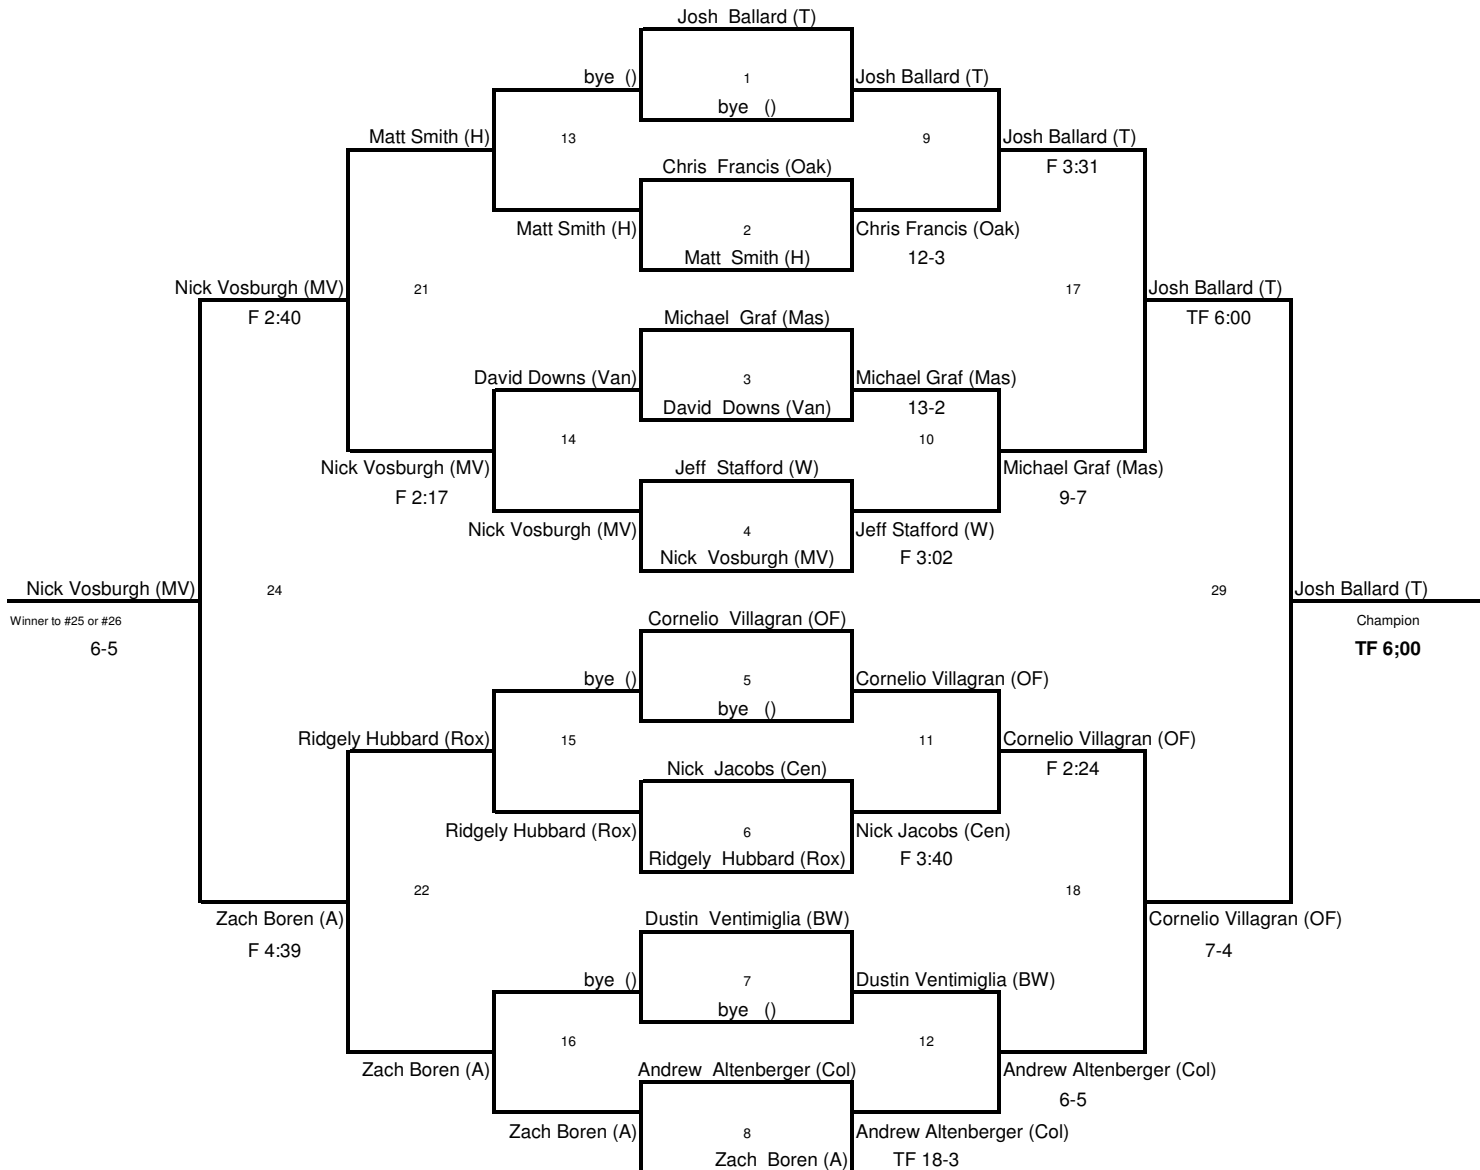 Josh Ballard (T)
bye () 1 Josh Ballard (T)
bye ()
Matt Smith (H) 13 9 Josh Ballard (T)
Chris Francis (Oak) F 3:31
Matt Smith (H) 2 Chris Francis (Oak)
Matt Smith (H) 12-3
Nick Vosburgh (MV) 21 17 Josh Ballard (T)
F 2:40 Michael Graf (Mas) TF 6:00
David Downs (Van) 3 Michael Graf (Mas)
David Downs (Van) 13-2
14 10
Nick Vosburgh (MV) Jeff Stafford (W) Michael Graf (Mas)
F 2:17 9-7
Nick Vosburgh (MV) 4 Jeff Stafford (W)
Nick Vosburgh (MV) F 3:02
Nick Vosburgh (MV) 24 29 Josh Ballard (T)
Winner to #25 or #26 Cornelio Villagran (OF) Champion
6-5 TF 6;00
bye () 5 Cornelio Villagran (OF)
bye ()
Ridgely Hubbard (Rox) 15 11 Cornelio Villagran (OF)
Nick Jacobs (Cen) F 2:24
Ridgely Hubbard (Rox) 6 Nick Jacobs (Cen)
Ridgely Hubbard (Rox) F 3:40
22 18
Zach Boren (A) Dustin Ventimiglia (BW) Cornelio Villagran (OF)
F 4:39 7-4
bye () 7 Dustin Ventimiglia (BW)
bye ()
16 12
Zach Boren (A) Andrew Altenberger (Col) Andrew Altenberger (Col)
6-5
Zach Boren (A) 8 Andrew Altenberger (Col)
Zach Boren (A) TF 18-3